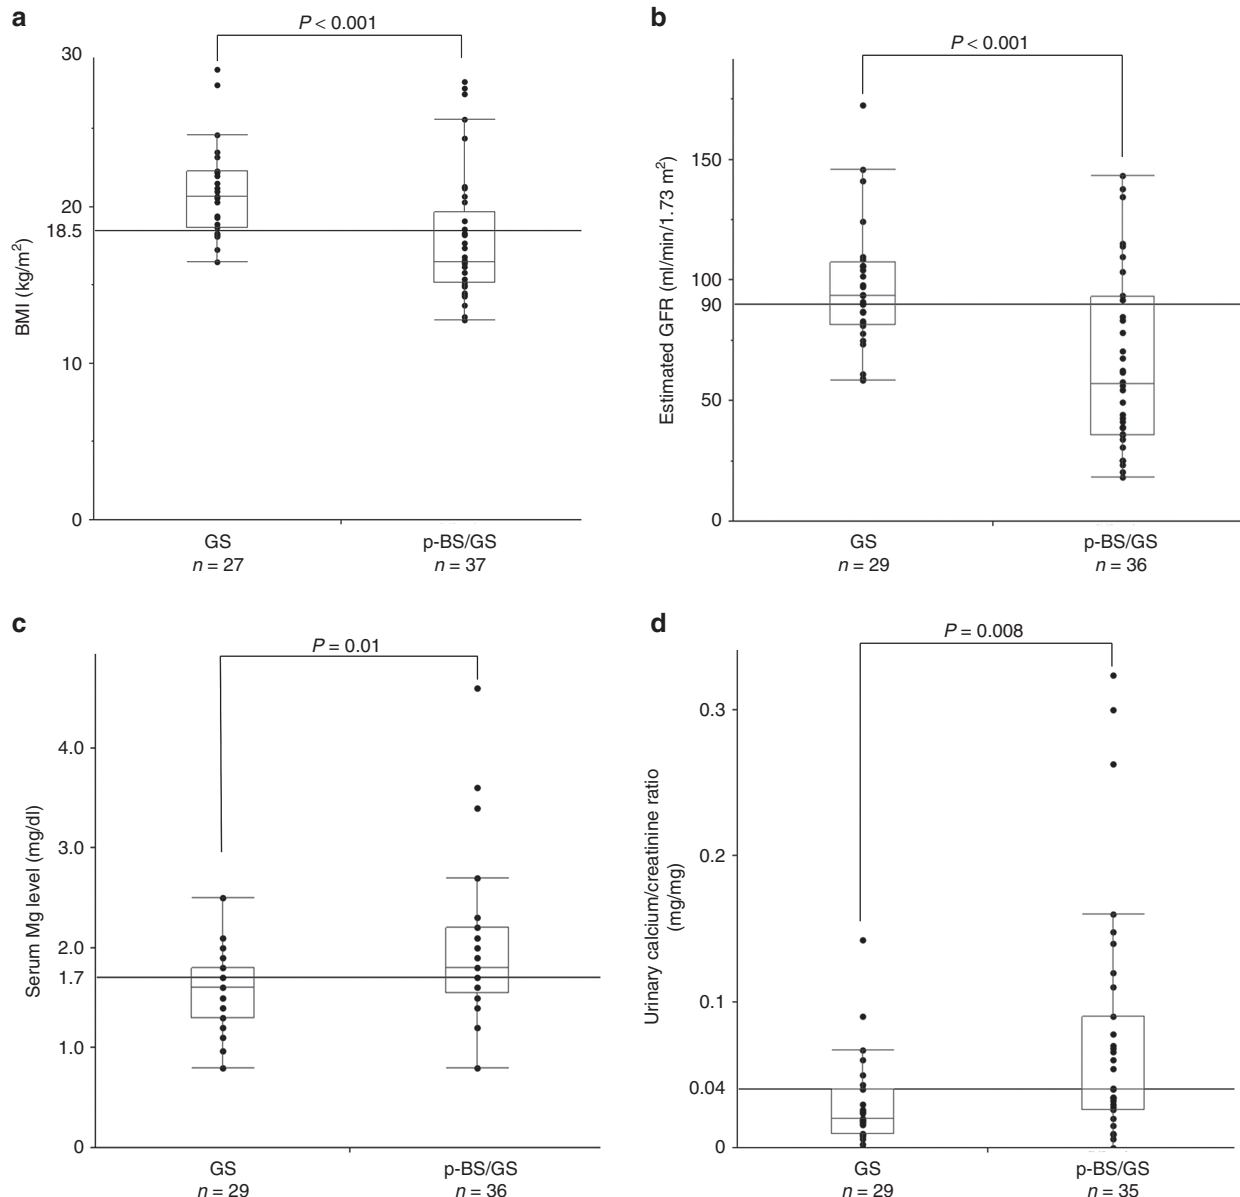 a
P < 0.001
30
20
18.5
10
0
BMI (kg/m²)
GS
n = 27
p-BS/GS
n = 37
b
P < 0.001
150
100
90
50
0
Estimated GFR (ml/min/1.73 m²)
GS
n = 29
p-BS/GS
n = 36
c
P = 0.01
4.0
3.0
2.0
1.7
1.0
0
Serum Mg level (mg/dl)
GS
n = 29
p-BS/GS
n = 36
d
P = 0.008
0.3
0.2
0.1
0.04
0
Urinary calcium/creatinine ratio
(mg/mg)
GS
n = 29
p-BS/GS
n = 35